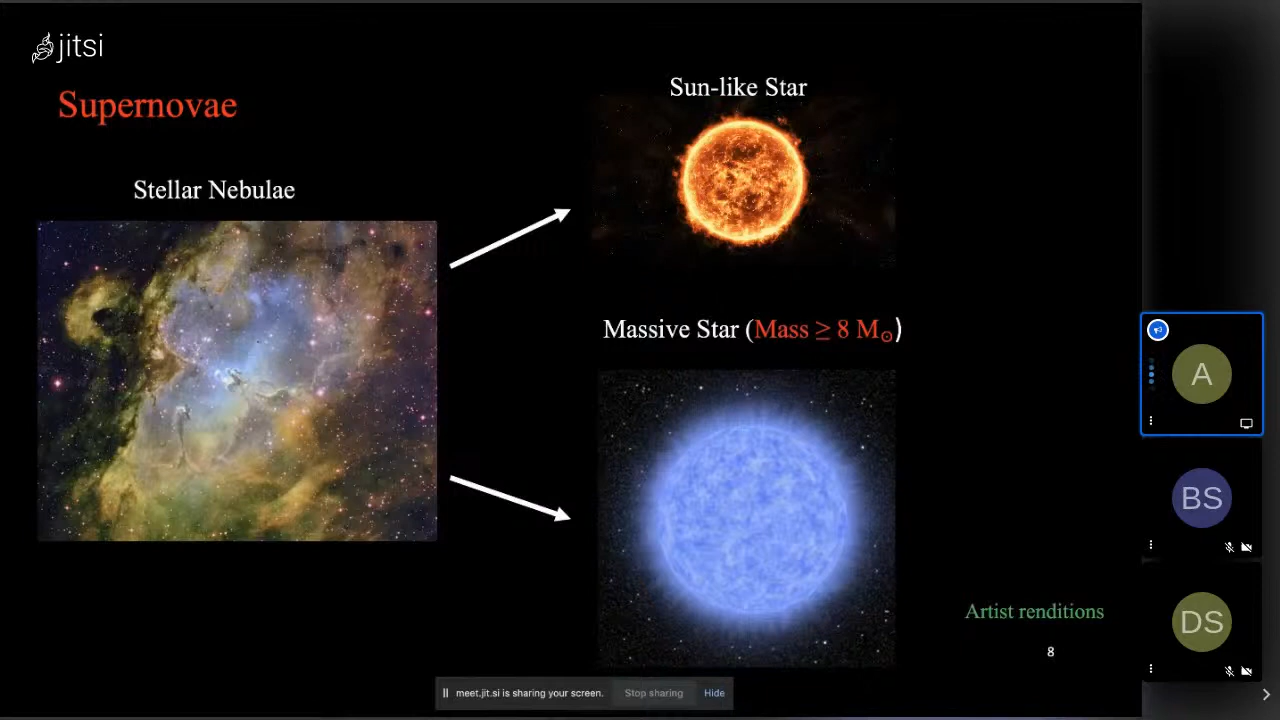 jitsi
Supernovae
Stellar Nebulae
Sun-like Star
Massive Star (Mass ≥ 8 M⊙)
Artist renditions
8
meet.jit.si is sharing your screen. Stop sharing Hide
A
BS
DS